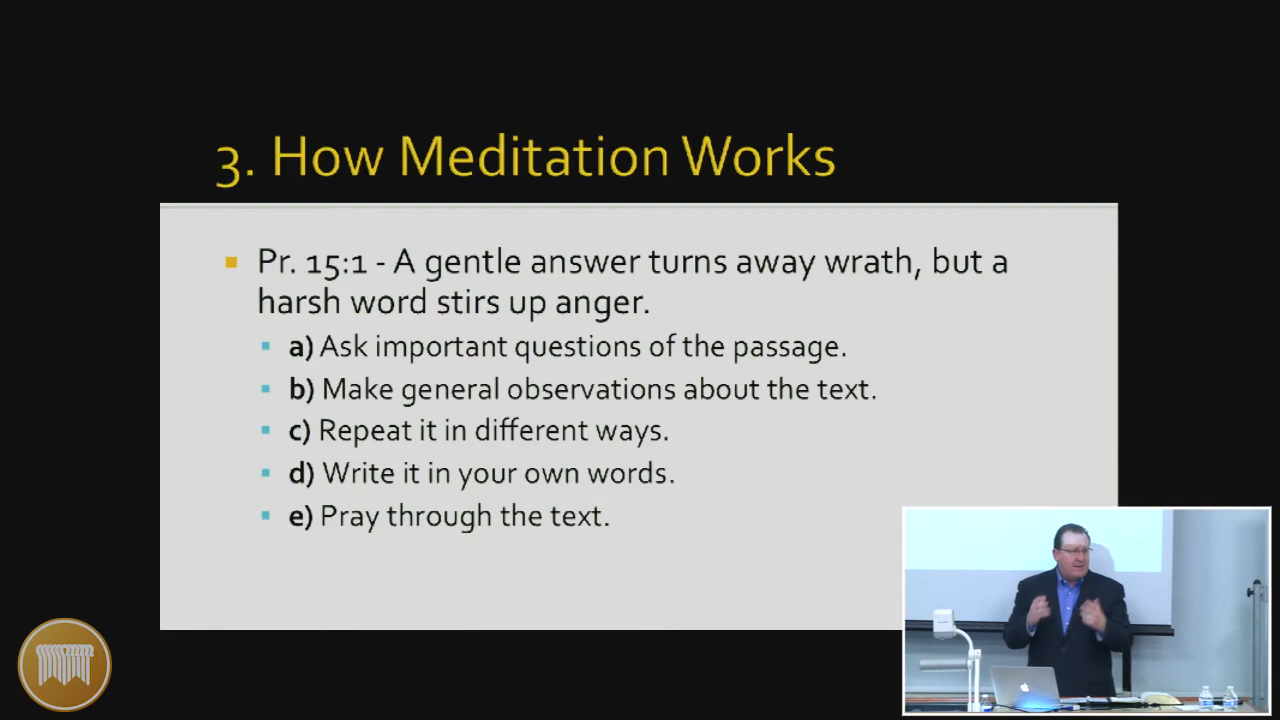 3. How Meditation Works
Pr. 15:1 - A gentle answer turns away wrath, but a
harsh word stirs up anger.
a) Ask important questions of the passage.
b) Make general observations about the text.
c) Repeat it in different ways.
d) Write it in your own words.
e) Pray through the text.